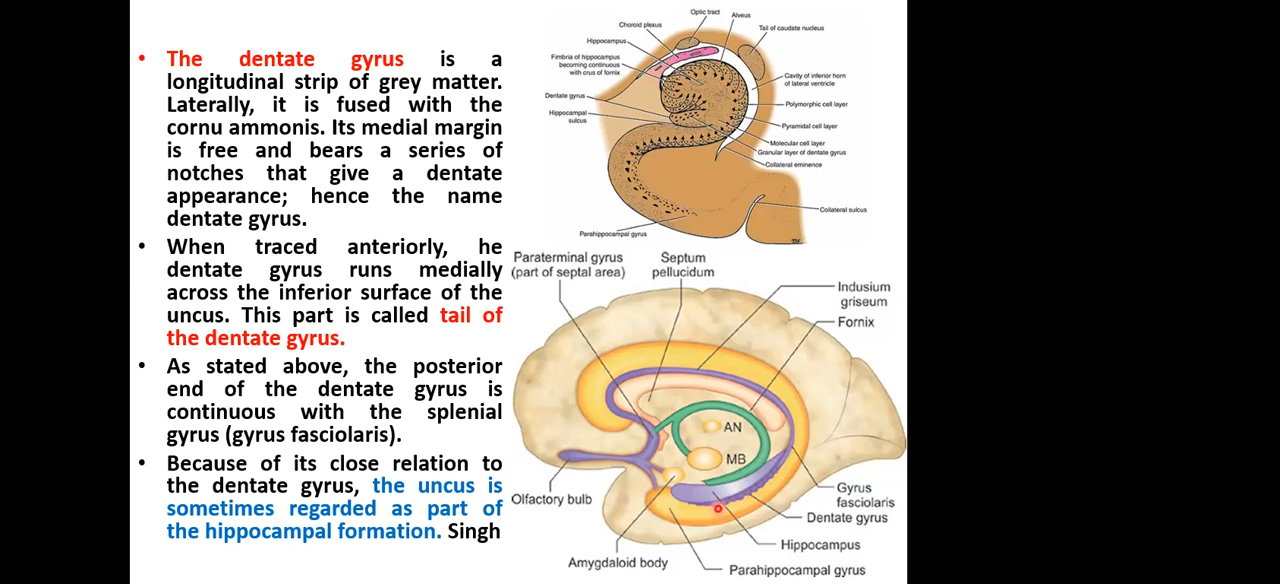 • The dentate gyrus is a
longitudinal strip of grey matter.
Laterally, it is fused with the
cornu ammonis. Its medial margin
is free and bears a series of
notches that give a dentate
appearance; hence the name
dentate gyrus.
• When traced anteriorly, he
dentate gyrus runs medially
across the inferior surface of the
uncus. This part is called tail of
the dentate gyrus.
• As stated above, the posterior
end of the dentate gyrus is
continuous with the splenial
gyrus (gyrus fasciolaris).
• Because of its close relation to
the dentate gyrus, the uncus is
sometimes regarded as part of
the hippocampal formation. Singh
Optic tract
Alveus
Choroid plexus
Tail of caudate nucleus
Hippocampus
Fimbria of hippocampus
becoming continuous
with crus of fornix
Cavity of inferior horn
of lateral ventricle
Dentate gyrus
Polymorphic cell layer
Hippocampal
sulcus
Pyramidal cell layer
Molecular cell layer
Granular layer of dentate gyrus
Collateral eminence
Collateral sulcus
Parahippocampal gyrus
Paraterminal gyrus
(part of septal area)
Septum
pellucidum
Indusium
griseum
Fornix
AN
MB
Olfactory bulb
Gyrus
fasciolaris
Dentate gyrus
Hippocampus
Amygdaloid body
Parahippocampal gyrus